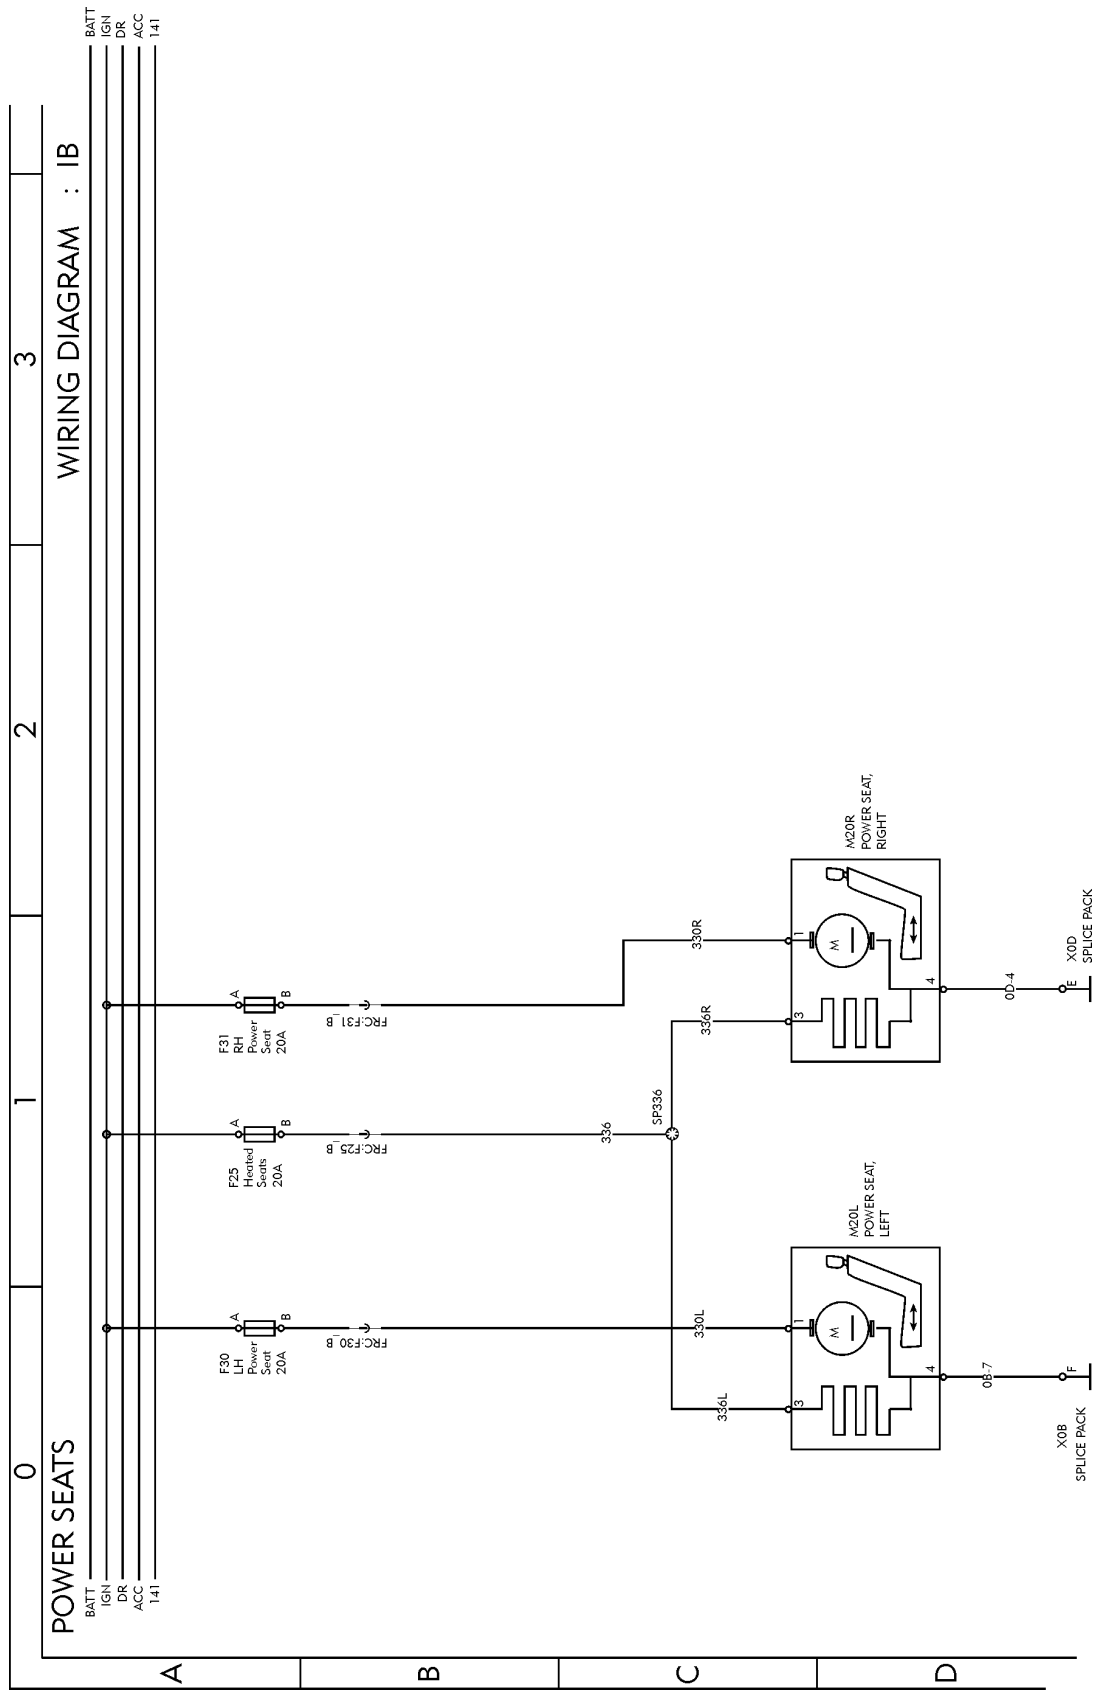 0
1
2
3
POWER SEATS
WIRING DIAGRAM : IB
BATT
IGN
DR
ACC
141
BATT
IGN
DR
ACC
141
A
B
C
D
F30
LH
Power
Seat
20A
A
B
FRC:F30_B
F25
Heated
Seats
20A
A
B
FRC:F25_B
F31
RH
Power
Seat
20A
A
B
FRC:F31_B
336
SP336
336L
330L
336R
330R
M20L
POWER SEAT,
LEFT
3
1
M
4
M20R
POWER SEAT,
RIGHT
3
1
M
4
0B-7
F
X0B
SPLICE PACK
0D-4
E
X0D
SPLICE PACK